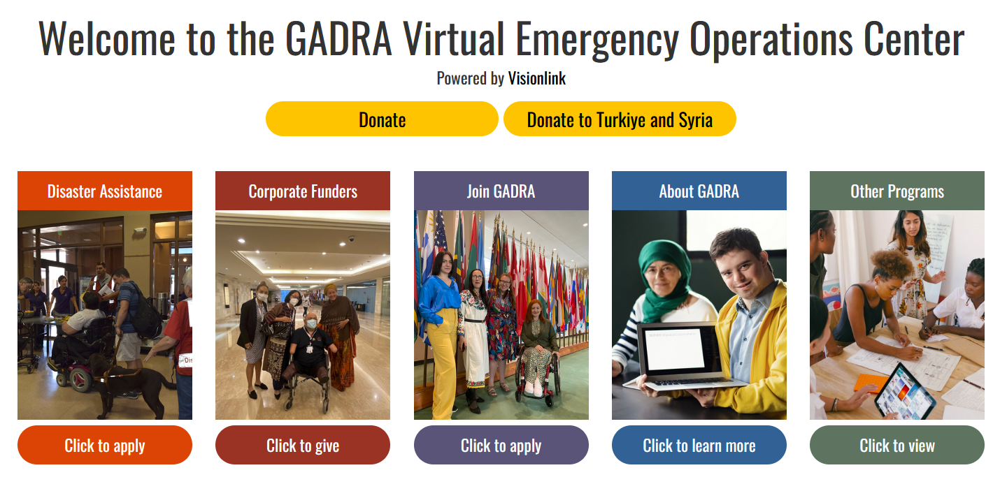 Welcome to the GADRA Virtual Emergency Operations Center
Powered by Visionlink
Donate
Donate to Turkiye and Syria
Disaster Assistance
Corporate Funders
Join GADRA
About GADRA
Other Programs
Click to apply
Click to give
Click to apply
Click to learn more
Click to view